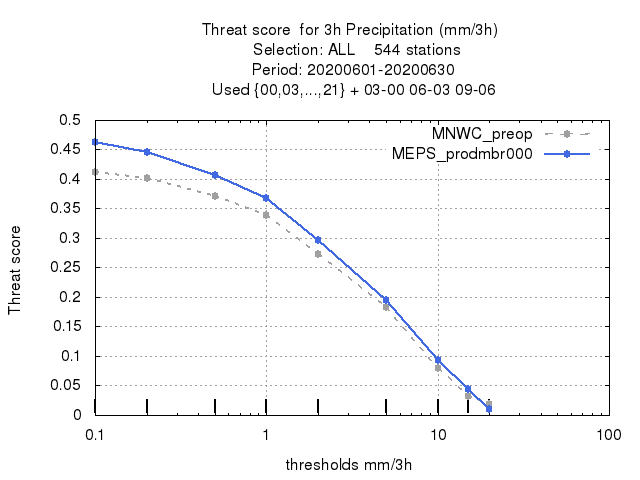 Threat score  for 3h Precipitation (mm/3h)
Selection: ALL    544 stations
Period: 20200601-20200630
Used {00,03,...,21} + 03-00 06-03 09-06
MNWC_preop
MEPS_prodmbr000
0.5
0.45
0.4
0.35
0.3
0.25
0.2
0.15
0.1
0.05
0
Threat score
0.1 1 10 100
thresholds mm/3h